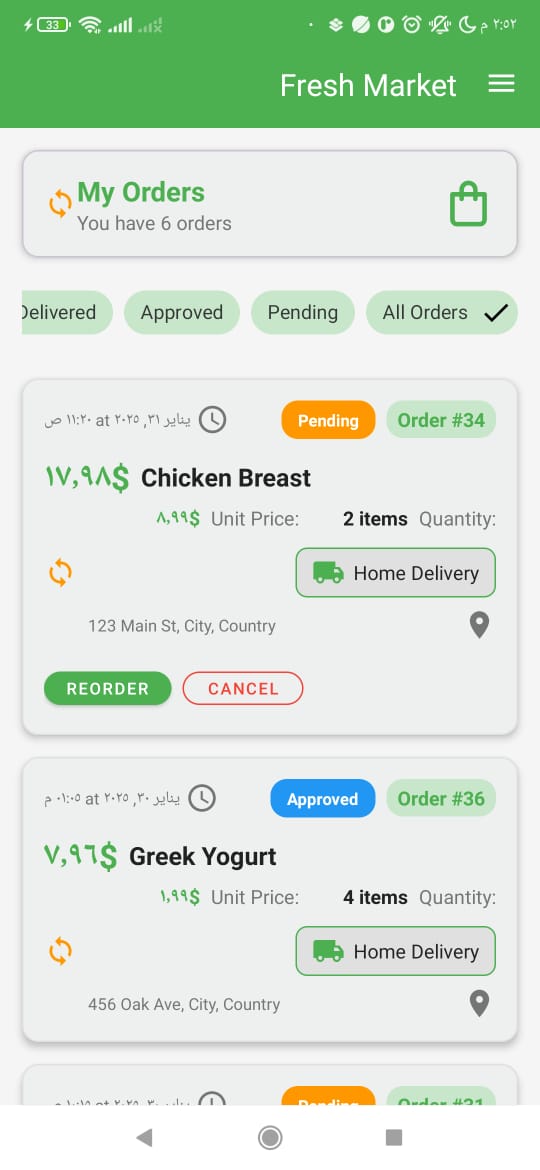 33 م ٢:٥٢
Fresh Market
My Orders
You have 6 orders
Delivered Approved Pending All Orders
يناير ٣١, ٢٠٢٥ at ١١:٢٠ ص Pending Order #34
١٧,٩٨$ Chicken Breast
٨,٩٩$ Unit Price: 2 items Quantity:
Home Delivery
123 Main St, City, Country
REORDER CANCEL
يناير ٣٠, ٢٠٢٥ at ٠١:٠٥ م Approved Order #36
٧,٩٦$ Greek Yogurt
١,٩٩$ Unit Price: 4 items Quantity:
Home Delivery
456 Oak Ave, City, Country
Pending Order #31